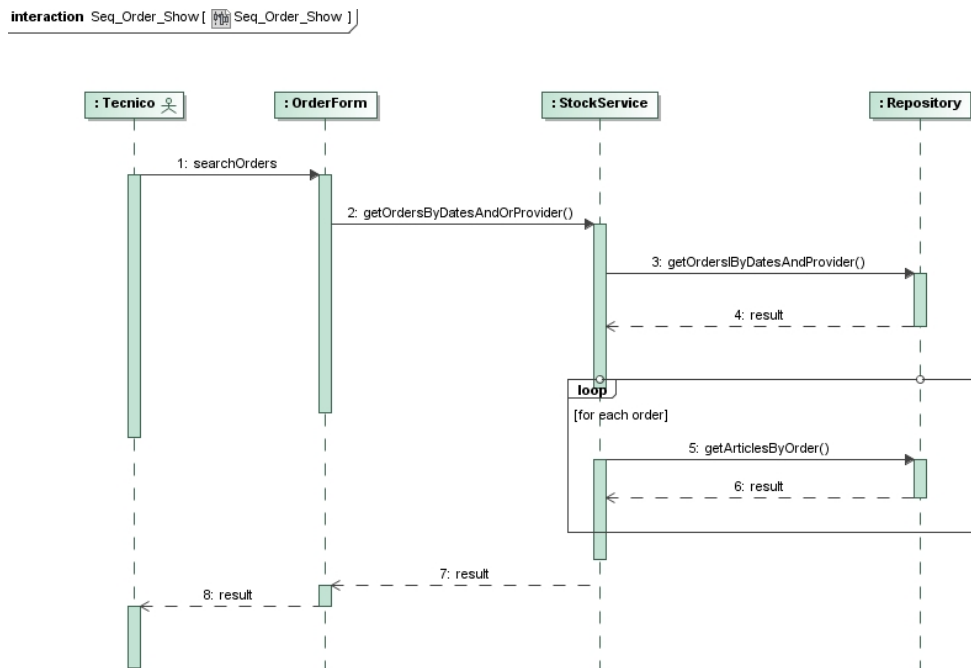 interaction Seq_Order_Show [ Seq_Order_Show ]
: Tecnico
: OrderForm
: StockService
: Repository
1: searchOrders
2: getOrdersByDatesAndOrProvider()
3: getOrdersIByDatesAndProvider()
4: result
loop
[for each order]
5: getArticlesByOrder()
6: result
7: result
8: result